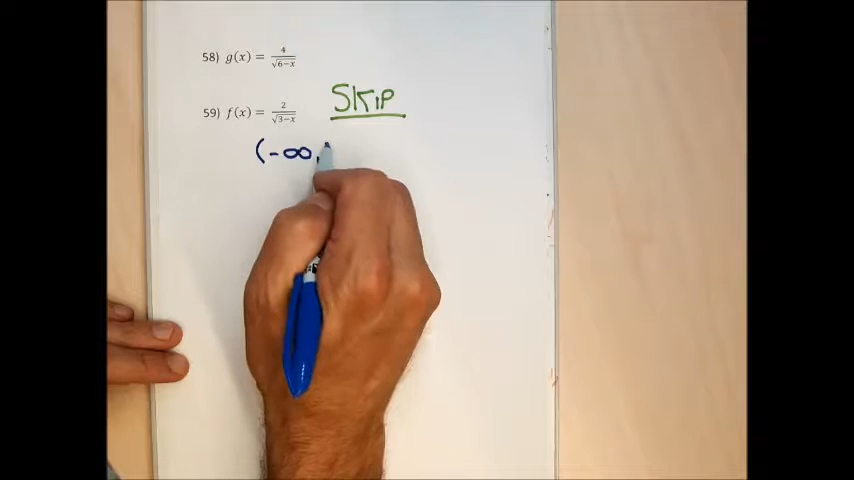 58) g(x) = 4/√(6−x)
SKIP
59) f(x) = 2/√(3−x)
(-∞,